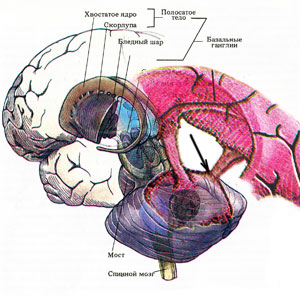 Хвостатое ядро
Скорлупа
Бледный шар
Полосатое
тело
Базальные
ганглии
Мост
Спинной мозг